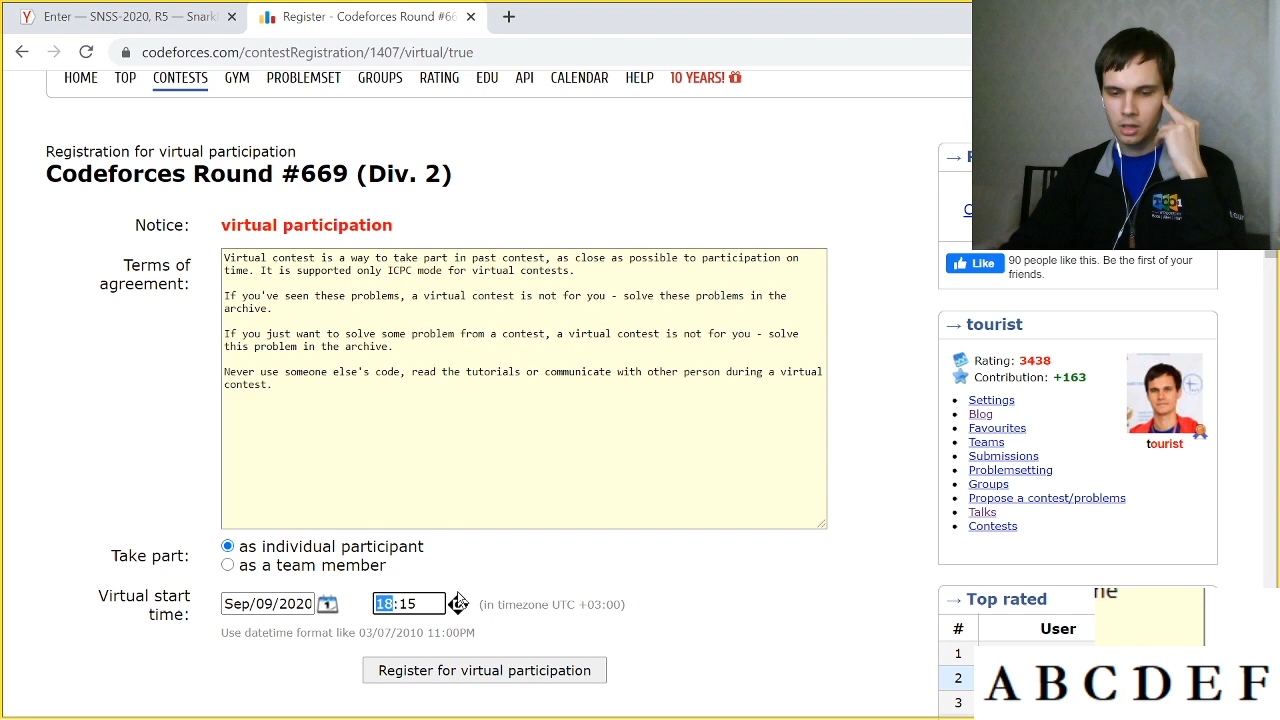 Enter — SNSS-2020, R5 — Snark
Register - Codeforces Round #66
codeforces.com/contestRegistration/1407/virtual/true
HOME TOP CONTESTS GYM PROBLEMSET GROUPS RATING EDU API CALENDAR HELP 10 YEARS!
Registration for virtual participation
Codeforces Round #669 (Div. 2)
Notice: virtual participation
Terms of
agreement:
Virtual contest is a way to take part in past contest, as close as possible to participation on
time. It is supported only ICPC mode for virtual contests.
If you've seen these problems, a virtual contest is not for you - solve these problems in the
archive.
If you just want to solve some problem from a contest, a virtual contest is not for you - solve
this problem in the archive.
Never use someone else's code, read the tutorials or communicate with other person during a virtual
contest.
Take part:
as individual participant
as a team member
Virtual start
time:
Sep/09/2020 18:15 (in timezone UTC +03:00)
Use datetime format like 03/07/2010 11:00PM
Register for virtual participation
Like 90 people like this. Be the first of your
friends.
→ tourist
Rating: 3438
Contribution: +163
Settings
Blog
Favourites
Teams
Submissions
Problemsetting
Groups
Propose a contest/problems
Talks
Contests
tourist
→ Top rated
# User
1
2
3
A B C D E F